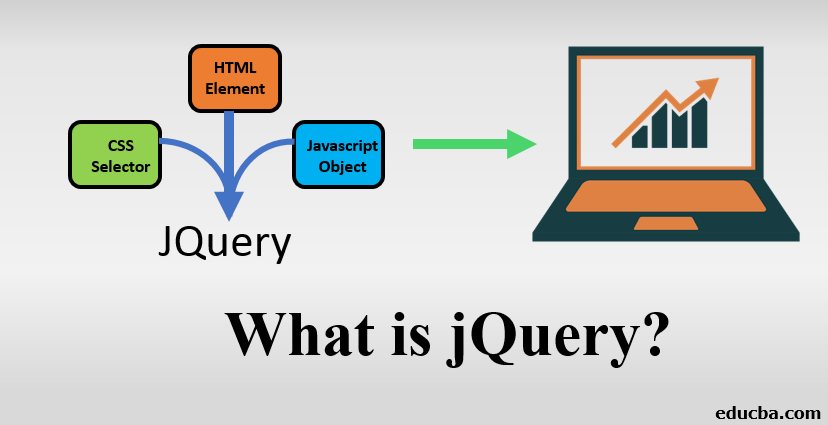 HTML
Element
CSS
Selector
Javascript
Object
JQuery
What is jQuery?
educba.com